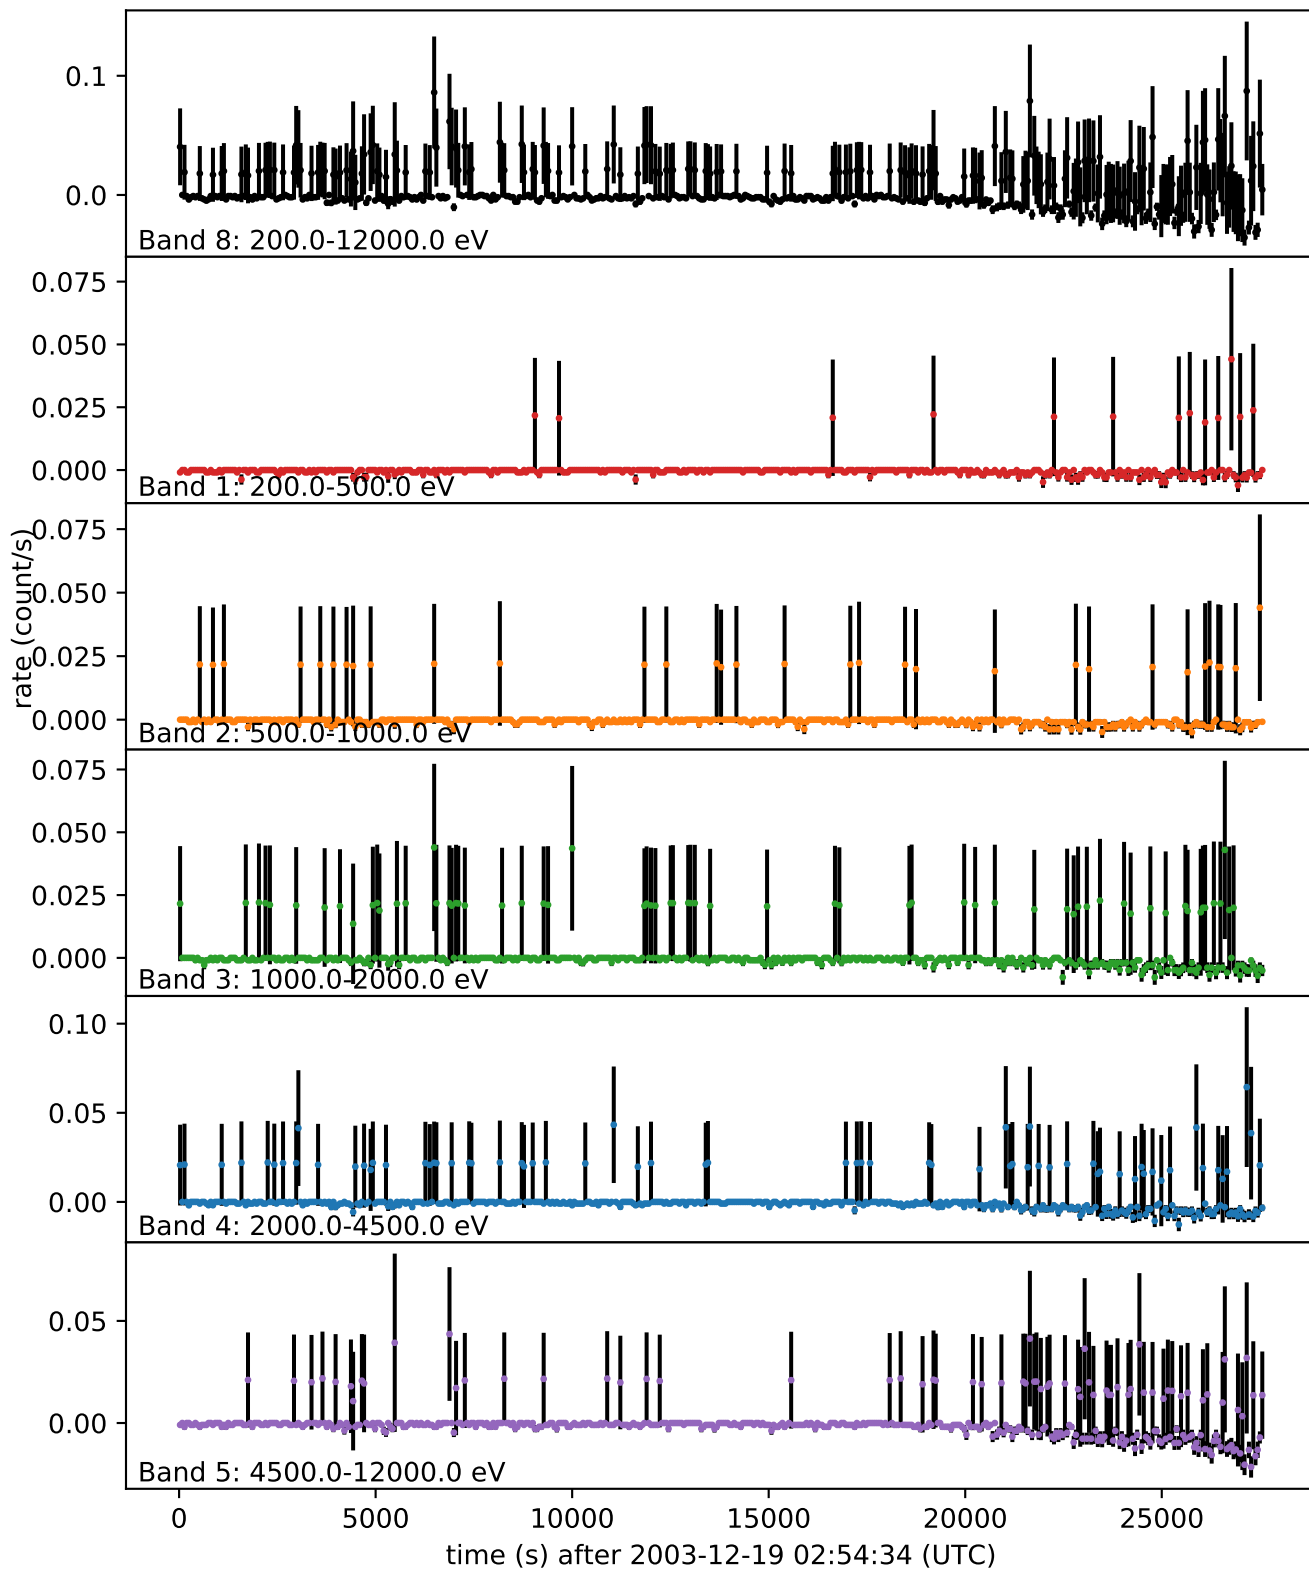 0.1
0.0
Band 8: 200.0-12000.0 eV
0.075
0.050
0.025
0.000
Band 1: 200.0-500.0 eV
rate (count/s)
0.075
0.050
0.025
0.000
Band 2: 500.0-1000.0 eV
0.075
0.050
0.025
0.000
Band 3: 1000.0-2000.0 eV
0.10
0.05
0.00
Band 4: 2000.0-4500.0 eV
0.05
0.00
Band 5: 4500.0-12000.0 eV
0 5000 10000 15000 20000 25000
time (s) after 2003-12-19 02:54:34 (UTC)